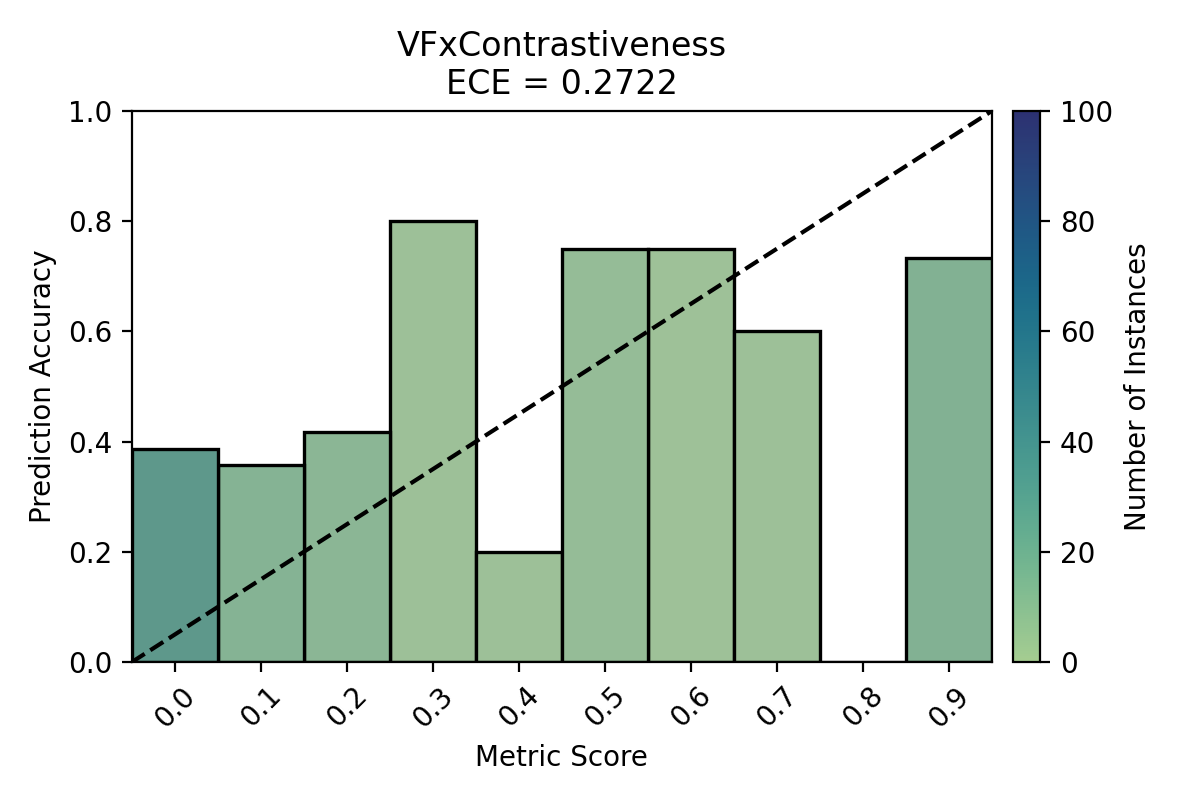 VFxContrastiveness
ECE = 0.2722
1.0
0.8
0.6
0.4
0.2
0.0
Prediction Accuracy
0.0 0.1 0.2 0.3 0.4 0.5 0.6 0.7 0.8 0.9
Metric Score
100
80
60
40
20
0
Number of Instances